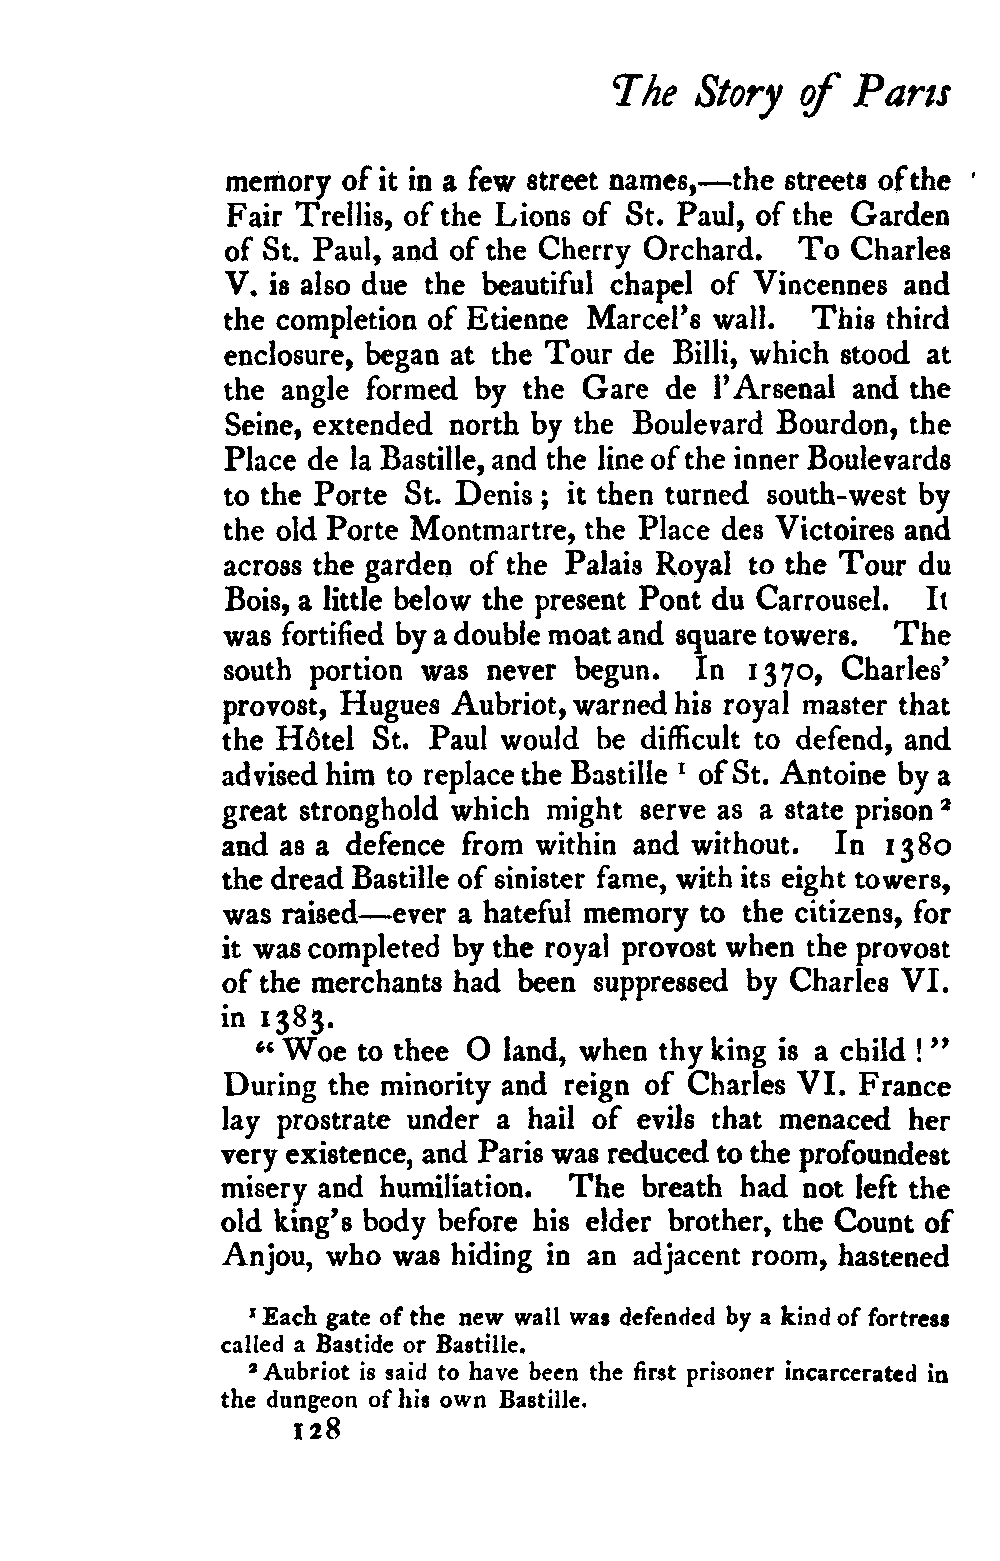 The Story of Paris
memory of it in a few street names,—the streets of the
Fair Trellis, of the Lions of St. Paul, of the Garden
of St. Paul, and of the Cherry Orchard. To Charles
V. is also due the beautiful chapel of Vincennes and
the completion of Etienne Marcel's wall. This third
enclosure, began at the Tour de Billi, which stood at
the angle formed by the Gare de l'Arsenal and the
Seine, extended north by the Boulevard Bourdon, the
Place de la Bastille, and the line of the inner Boulevards
to the Porte St. Denis; it then turned south-west by
the old Porte Montmartre, the Place des Victoires and
across the garden of the Palais Royal to the Tour du
Bois, a little below the present Pont du Carrousel. It
was fortified by a double moat and square towers. The
south portion was never begun. In 1370, Charles'
provost, Hugues Aubriot, warned his royal master that
the Hôtel St. Paul would be difficult to defend, and
advised him to replace the Bastille ¹ of St. Antoine by a
great stronghold which might serve as a state prison ²
and as a defence from within and without. In 1380
the dread Bastille of sinister fame, with its eight towers,
was raised—ever a hateful memory to the citizens, for
it was completed by the royal provost when the provost
of the merchants had been suppressed by Charles VI.
in 1383.
“Woe to thee O land, when thy king is a child!”
During the minority and reign of Charles VI. France
lay prostrate under a hail of evils that menaced her
very existence, and Paris was reduced to the profoundest
misery and humiliation. The breath had not left the
old king's body before his elder brother, the Count of
Anjou, who was hiding in an adjacent room, hastened
¹ Each gate of the new wall was defended by a kind of fortress
called a Bastide or Bastille.
² Aubriot is said to have been the first prisoner incarcerated in
the dungeon of his own Bastille.
128